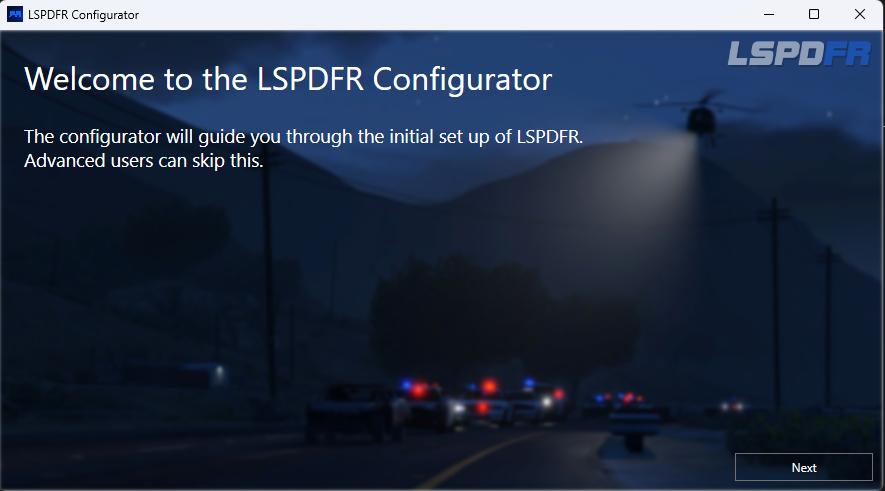 LSPDFR Configurator
LSPDFR
Welcome to the LSPDFR Configurator
The configurator will guide you through the initial set up of LSPDFR.
Advanced users can skip this.
Next